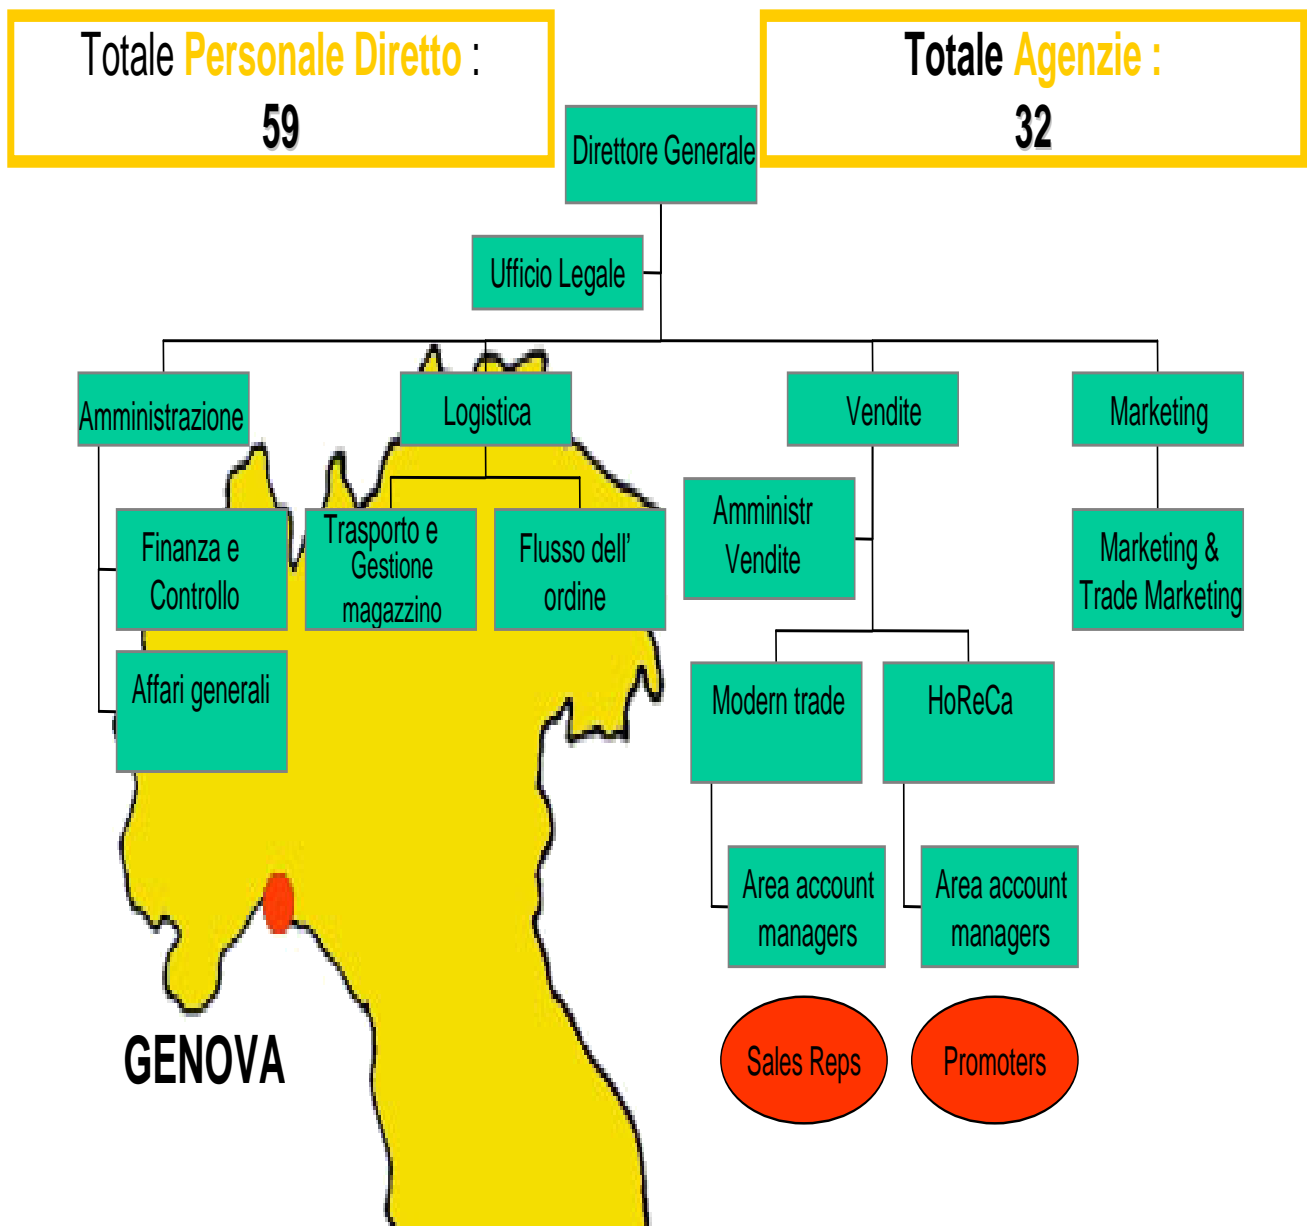 Totale Personale Diretto :
59
Totale Agenzie :
32
Direttore Generale
Ufficio Legale
Amministrazione
Logistica
Vendite
Marketing
Finanza e
Controllo
Trasporto e
Gestione
magazzino
Flusso dell’
ordine
Amministr
Vendite
Marketing &
Trade Marketing
Affari generali
Modern trade
HoReCa
Area account
managers
Area account
managers
GENOVA
Sales Reps
Promoters